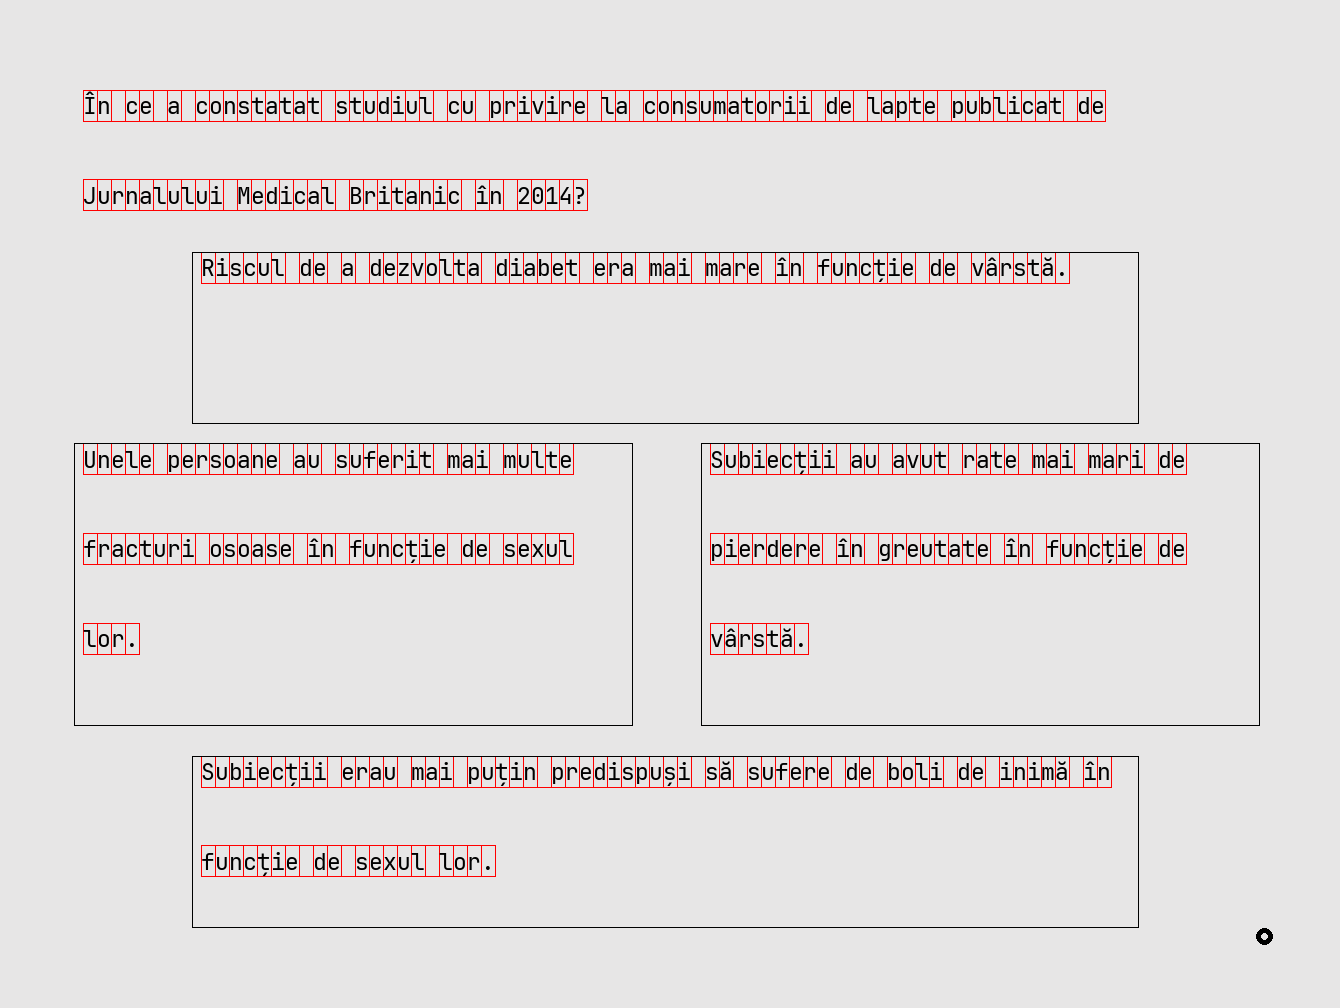 În ce a constatat studiul cu privire la consumatorii de lapte publicat de
Jurnalului Medical Britanic în 2014?
Riscul de a dezvolta diabet era mai mare în funcție de vârstă.
Unele persoane au suferit mai multe
fracturi osoase în funcție de sexul
lor.
Subiecții au avut rate mai mari de
pierdere în greutate în funcție de
vârstă.
Subiecții erau mai puțin predispuși să sufere de boli de inimă în
funcție de sexul lor.